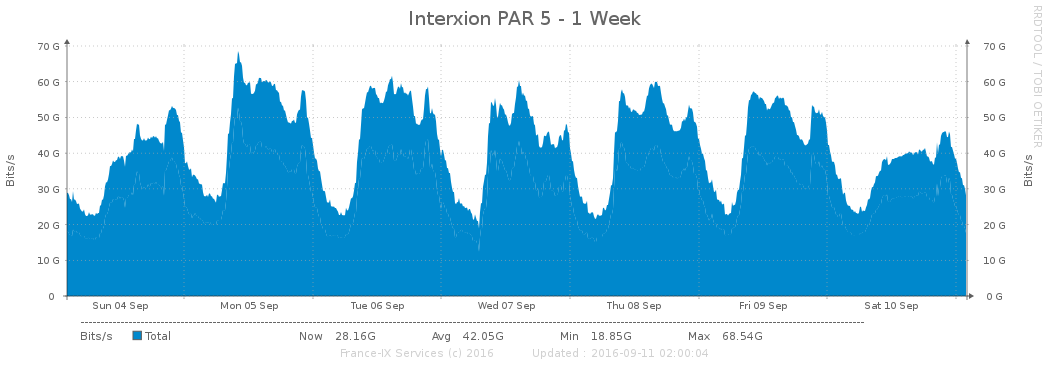 Interxion PAR 5 - 1 Week
RRDTOOL / TOBI OETIKER
70 G 70 G
60 G 60 G
50 G 50 G
40 G 40 G
30 G 30 G
20 G 20 G
10 G 10 G
0 0 G
Bits/s
Bits/s
Sun 04 Sep Mon 05 Sep Tue 06 Sep Wed 07 Sep Thu 08 Sep Fri 09 Sep Sat 10 Sep
Bits/s Total Now 28.16G Avg 42.05G Min 18.85G Max 68.54G
France-IX Services (c) 2016 Updated : 2016-09-11 02:00:04